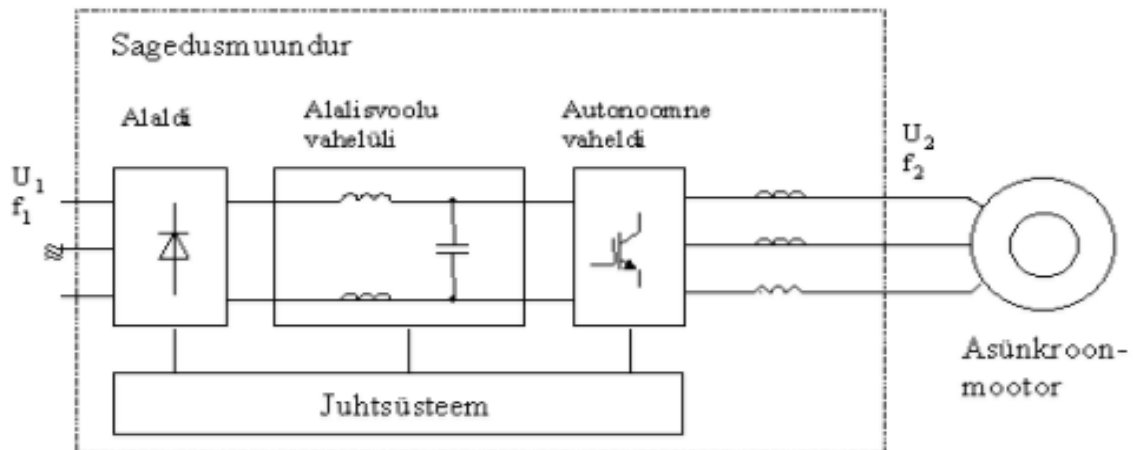 Sagedusmuundur
Alaldi
Alalisvoolu
vahelüli
Autonoomne
vaheldi
U1
f1
U2
f2
Asünkroon-
mootor
Juhtsüsteem